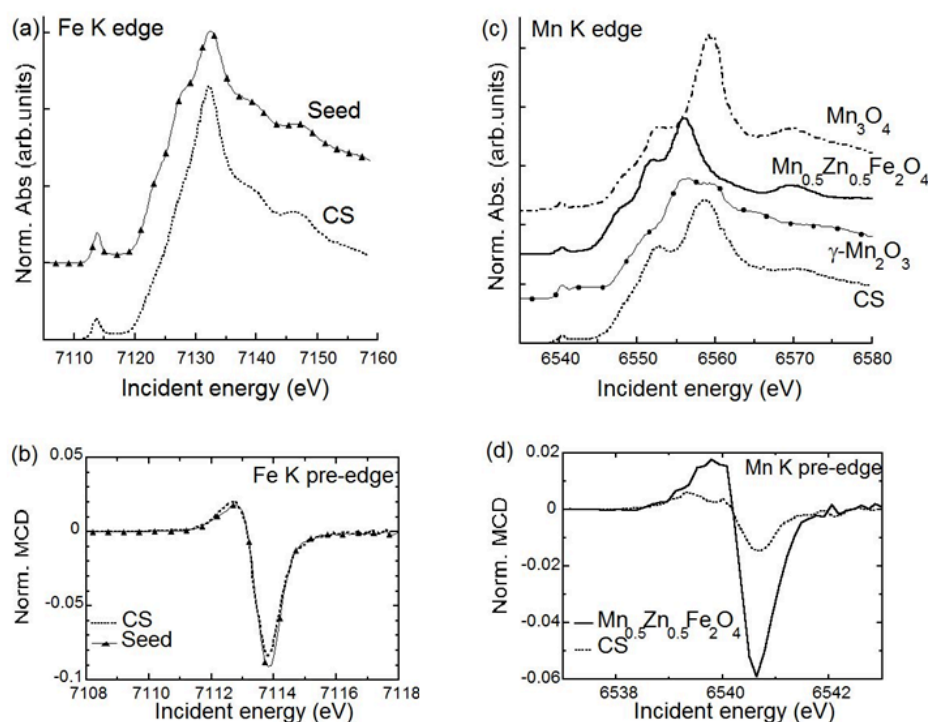 (a) Fe K edge
Norm. Abs (arb.units)
Seed
CS
7110 7120 7130 7140 7150 7160
Incident energy (eV)
(c) Mn K edge
Norm. Abs. (arb.units)
Mn3O4
Mn0.5Zn0.5Fe2O4
γ-Mn2O3
CS
6540 6550 6560 6570 6580
Incident energy (eV)
(b) Fe K pre-edge
Norm. MCD
0.05
0
-0.05
-0.1
CS
Seed
7108 7110 7112 7114 7116 7118
Incident energy (eV)
(d) Mn K pre-edge
Norm. MCD
0.02
0
-0.02
-0.04
-0.06
Mn0.5Zn0.5Fe2O4
CS
6538 6540 6542
Incident energy (eV)